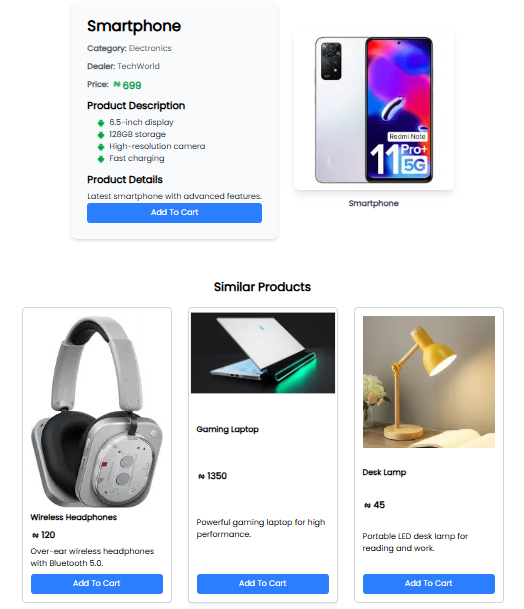 Smartphone
Category: Electronics
Dealer: TechWorld
Price: ₦ 699
Product Description
6.5-inch display
128GB storage
High-resolution camera
Fast charging
Product Details
Latest smartphone with advanced features.
Add To Cart
Redmi Note
11 Pro+
5G
Smartphone
Similar Products
Wireless Headphones
₦ 120
Over-ear wireless headphones
with Bluetooth 5.0.
Add To Cart
Gaming Laptop
₦ 1350
Powerful gaming laptop for high
performance.
Add To Cart
Desk Lamp
₦ 45
Portable LED desk lamp for
reading and work.
Add To Cart